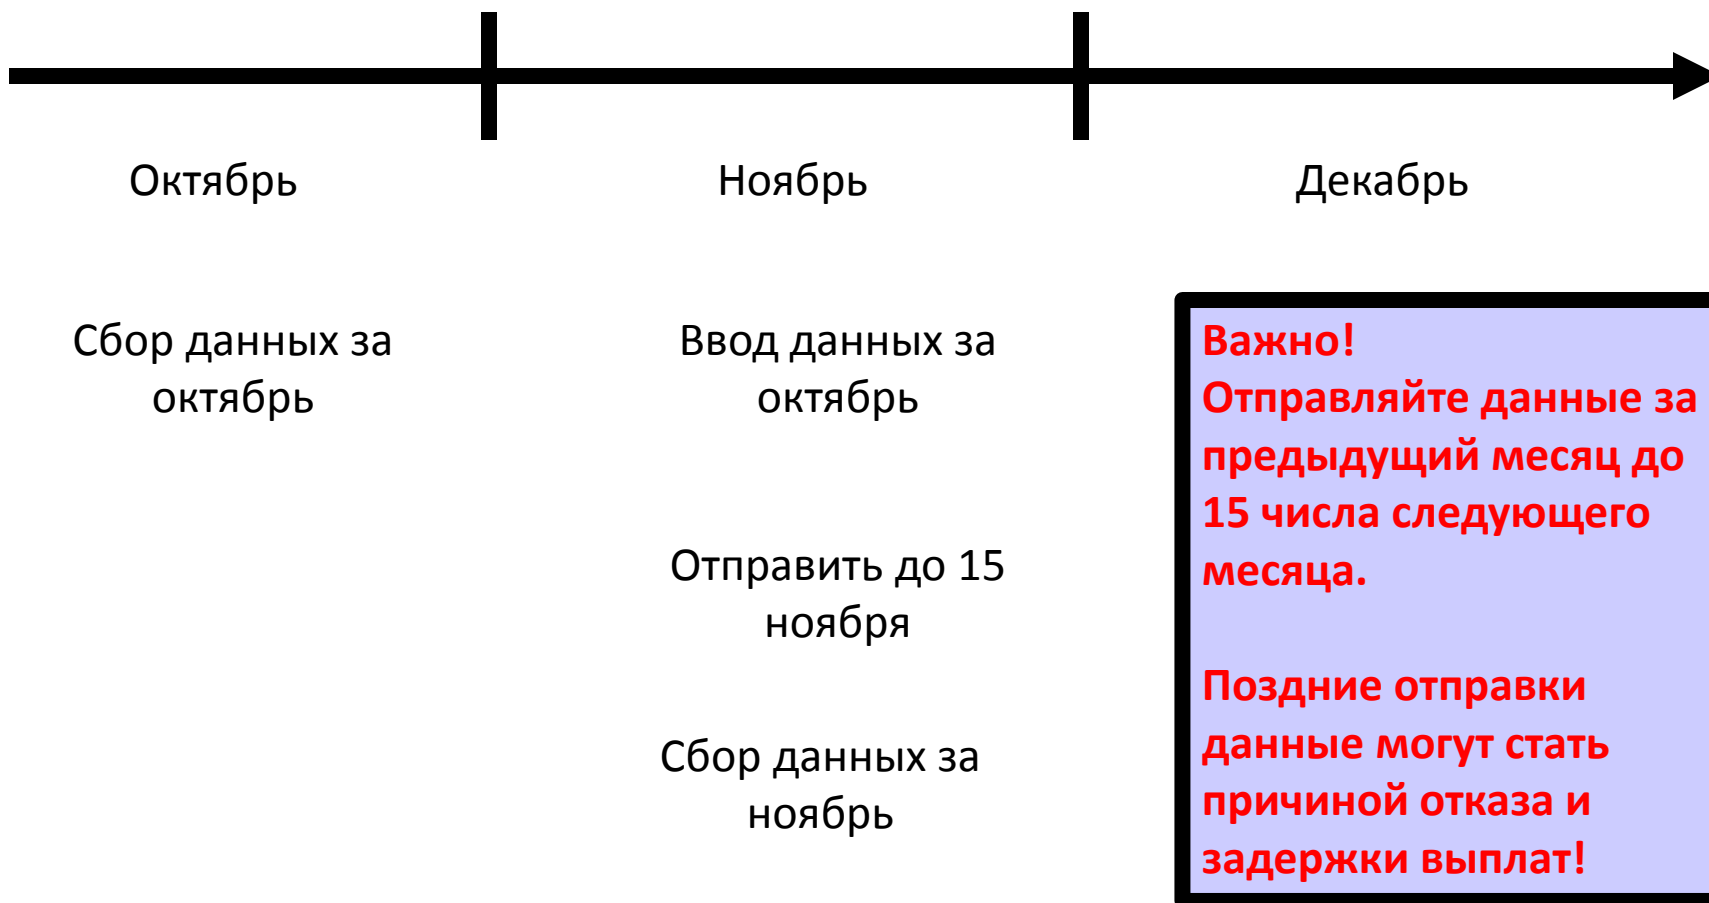 Октябрь
Ноябрь
Декабрь
Сбор данных за
октябрь
Ввод данных за
октябрь
Отправить до 15
ноября
Сбор данных за
ноябрь
Важно!
Отправляйте данные за
предыдущий месяц до
15 числа следующего
месяца.
Поздние отправки
данные могут стать
причиной отказа и
задержки выплат!